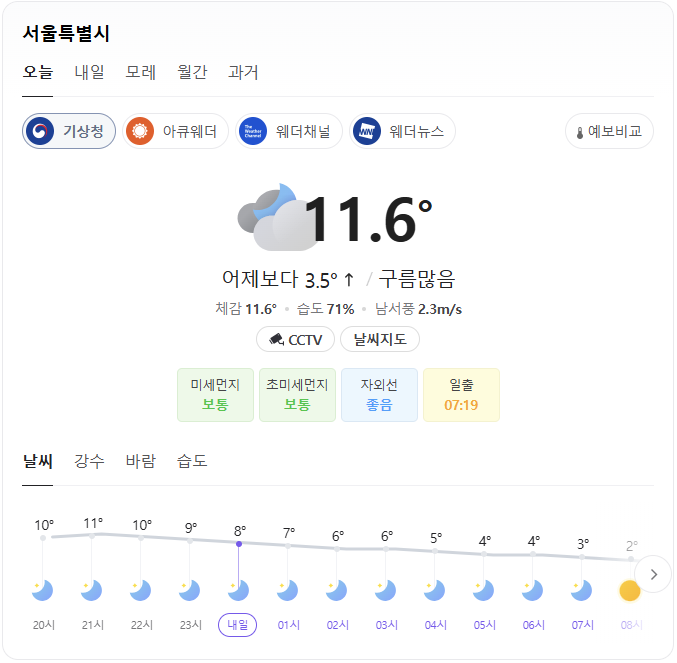 서울특별시
오늘 내일 모레 월간 과거
기상청 아큐웨더 The Weather Channel 웨더채널 WN 웨더뉴스 예보비교
11.6°
어제보다 3.5° ↑ / 구름많음
체감 11.6° • 습도 71% • 남서풍 2.3m/s
CCTV 날씨지도
미세먼지 초미세먼지 자외선 일출
보통 보통 좋음 07:19
날씨 강수 바람 습도
10° 11° 10° 9° 8° 7° 6° 6° 5° 4° 4° 3° 2°
20시 21시 22시 23시 내일 01시 02시 03시 04시 05시 06시 07시 08시